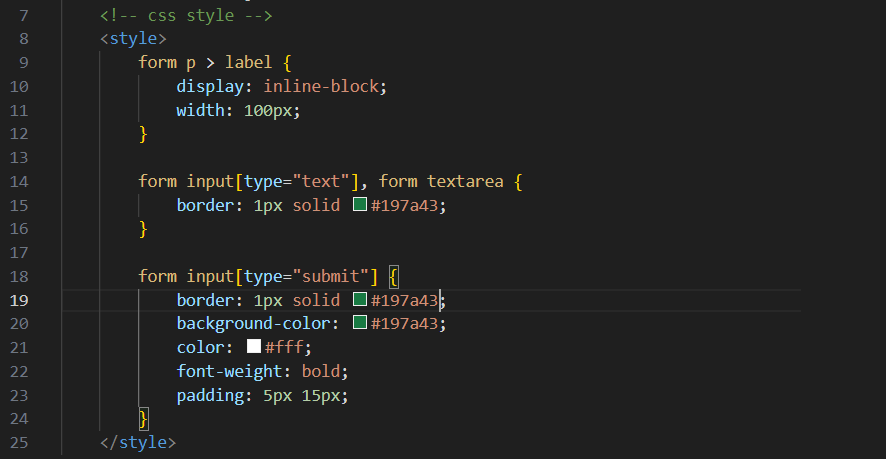 7 <!-- css style -->
8 <style>
9 form p > label {
10 display: inline-block;
11 width: 100px;
12 }
13
14 form input[type="text"], form textarea {
15 border: 1px solid #197a43;
16 }
17
18 form input[type="submit"] {
19 border: 1px solid #197a43;
20 background-color: #197a43;
21 color: #fff;
22 font-weight: bold;
23 padding: 5px 15px;
24 }
25 </style>